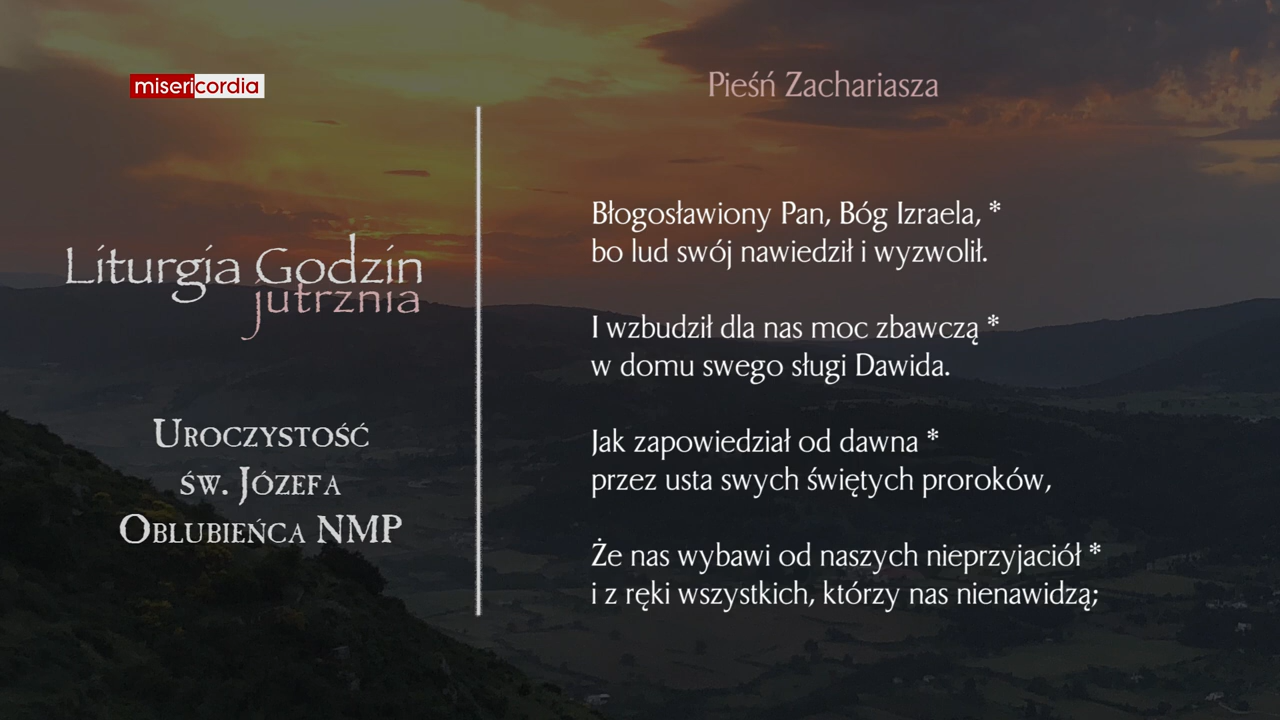 misericordia
Liturgia Godzin
jutrznia
Uroczystość
św. Józefa
Oblubieńca NMP
Pieśń Zachariasza
Błogosławiony Pan, Bóg Izraela, *
bo lud swój nawiedził i wyzwolił.
I wzbudził dla nas moc zbawczą *
w domu swego sługi Dawida.
Jak zapowiedział od dawna *
przez usta swych świętych proroków,
Że nas wybawi od naszych nieprzyjaciół *
i z ręki wszystkich, którzy nas nienawidzą;